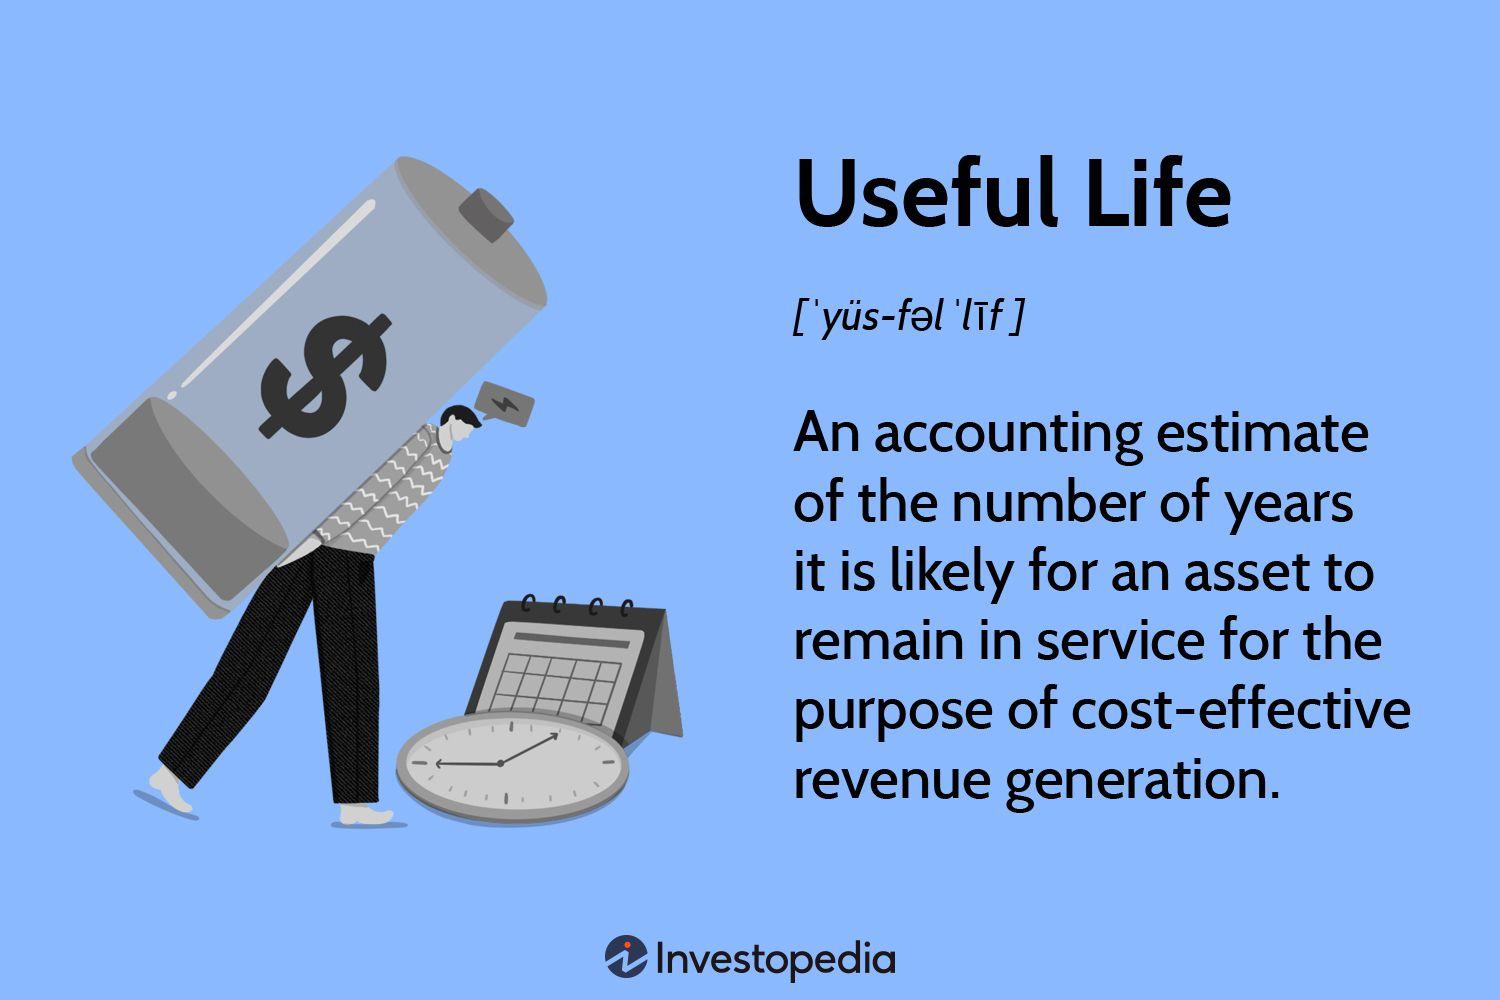 Useful Life
[ˈyüs-fəl ˈlīf ]
An accounting estimate
of the number of years
it is likely for an asset to
remain in service for the
purpose of cost-effective
revenue generation.
$
Investopedia